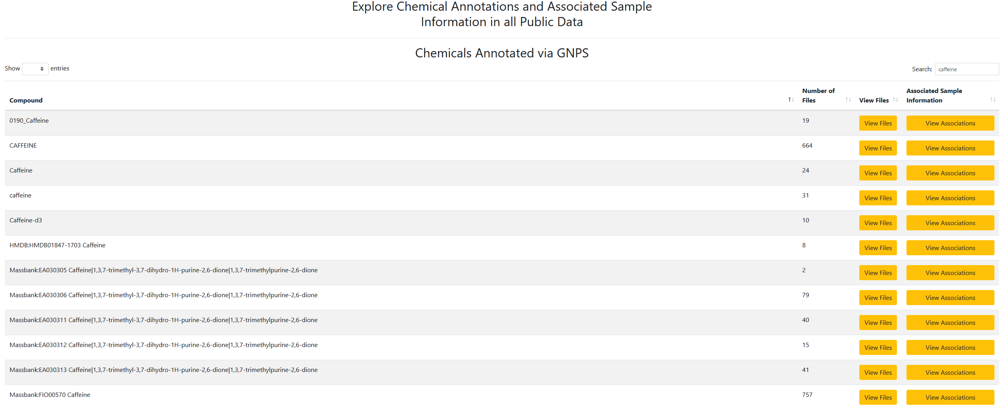 Explore Chemical Annotations and Associated Sample
Information in all Public Data
Chemicals Annotated via GNPS
Show entries Search: caffeine
Compound Number of Files View Files Associated Sample Information
0190_Caffeine 19 View Files View Associations
CAFFEINE 664 View Files View Associations
Caffeine 24 View Files View Associations
caffeine 31 View Files View Associations
Caffeine-d3 10 View Files View Associations
HMDB:HMDB01847-1703 Caffeine 8 View Files View Associations
Massbank:EA030305 Caffeine|1,3,7-trimethyl-3,7-dihydro-1H-purine-2,6-dione|1,3,7-trimethylpurine-2,6-dione 2 View Files View Associations
Massbank:EA030306 Caffeine|1,3,7-trimethyl-3,7-dihydro-1H-purine-2,6-dione|1,3,7-trimethylpurine-2,6-dione 79 View Files View Associations
Massbank:EA030311 Caffeine|1,3,7-trimethyl-3,7-dihydro-1H-purine-2,6-dione|1,3,7-trimethylpurine-2,6-dione 40 View Files View Associations
Massbank:EA030312 Caffeine|1,3,7-trimethyl-3,7-dihydro-1H-purine-2,6-dione|1,3,7-trimethylpurine-2,6-dione 15 View Files View Associations
Massbank:EA030313 Caffeine|1,3,7-trimethyl-3,7-dihydro-1H-purine-2,6-dione|1,3,7-trimethylpurine-2,6-dione 41 View Files View Associations
Massbank:FIO00570 Caffeine 757 View Files View Associations